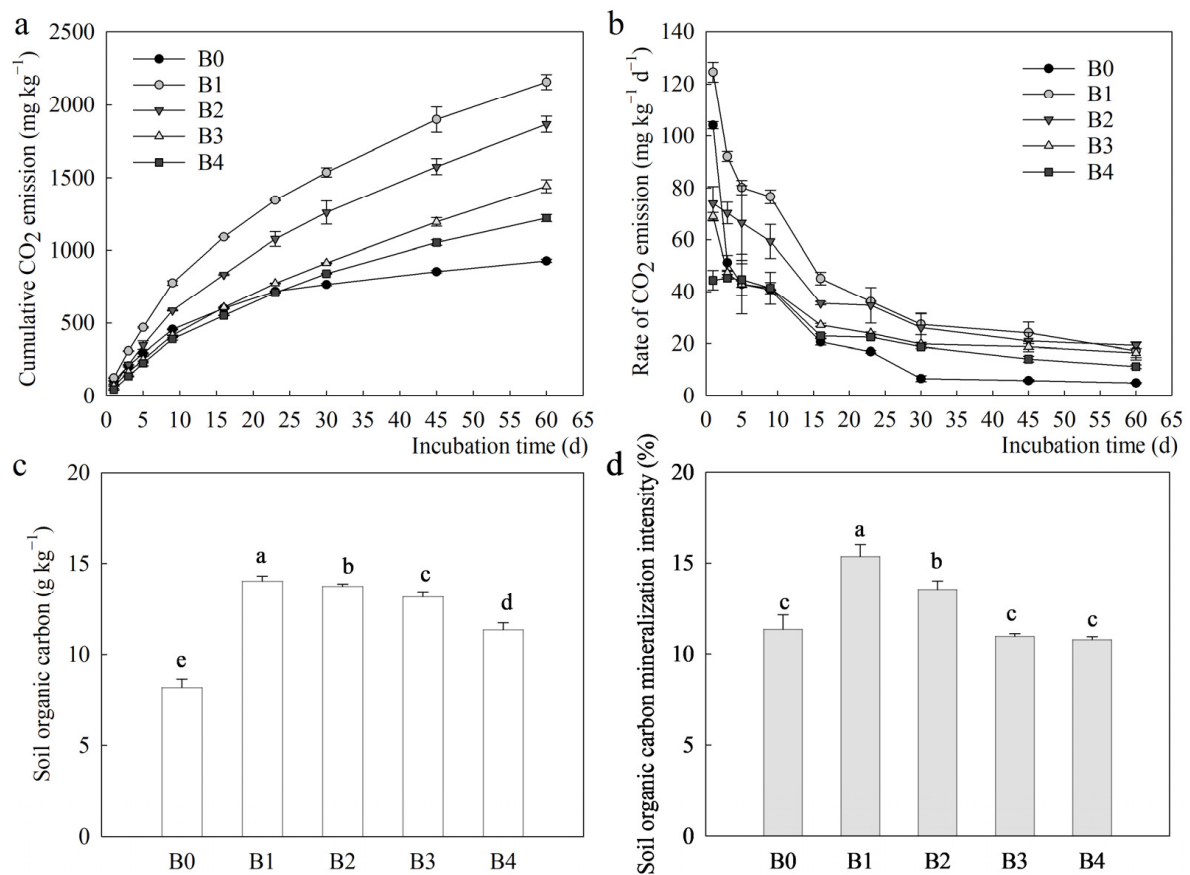 a
Cumulative CO₂ emission (mg kg⁻¹)
2500
2000
1500
1000
500
0
B0
B1
B2
B3
B4
0 5 10 15 20 25 30 35 40 45 50 55 60 65
Incubation time (d)
b
Rate of CO₂ emission (mg kg⁻¹ d⁻¹)
140
120
100
80
60
40
20
0
B0
B1
B2
B3
B4
0 5 10 15 20 25 30 35 40 45 50 55 60 65
Incubation time (d)
c
Soil organic carbon (g kg⁻¹)
20
15
10
5
0
e
a
b
c
d
B0 B1 B2 B3 B4
d
Soil organic carbon mineralization intensity (%)
20
15
10
5
0
c
a
b
c
c
B0 B1 B2 B3 B4